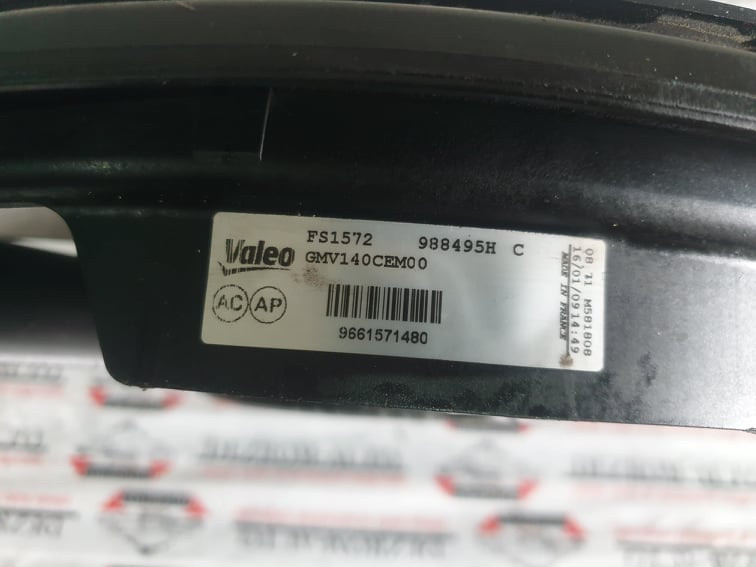 Valeo
FS1572 988495H C
GMV140CEM00
AC AP
9661571480
08 11 M581808
16/01/09 14:49
MADE IN FRANCE